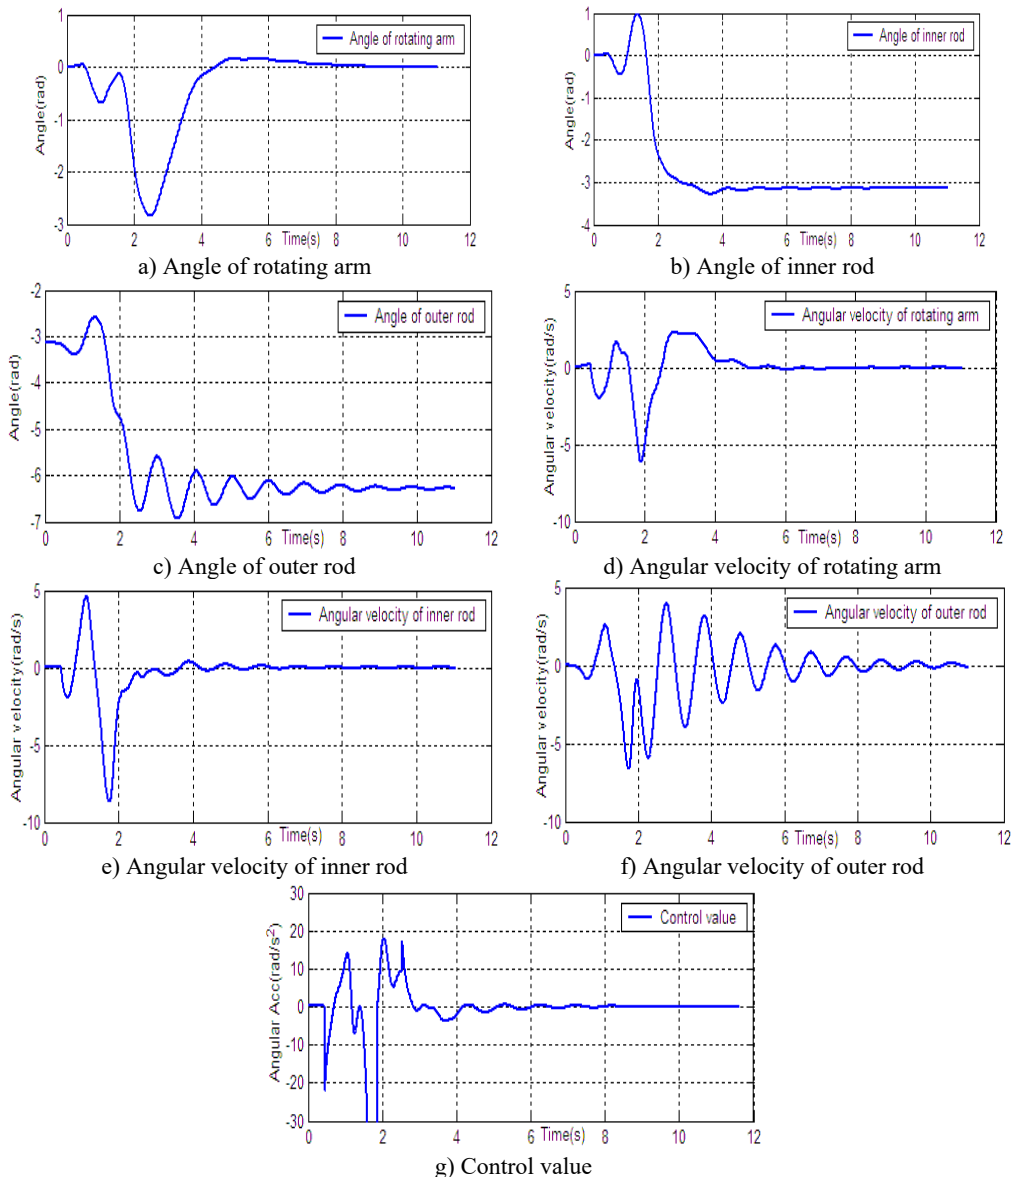 1
0
-1
-2
-3
Angle(rad)
Angle of rotating arm
0 2 4 6 Time(s) 8 10 12
a) Angle of rotating arm
1
0
-1
-2
-3
-4
Angle(rad)
Angle of inner rod
0 2 4 6 Time(s) 8 10 12
b) Angle of inner rod
-2
-3
-4
-5
-6
-7
Angle(rad)
Angle of outer rod
0 2 4 6 Time(s) 8 10 12
c) Angle of outer rod
5
0
-5
-10
Angular velocity(rad/s)
Angular velocity of rotating arm
0 2 4 6 Time(s) 8 10 12
d) Angular velocity of rotating arm
5
0
-5
-10
Angular velocity(rad/s)
Angular velocity of inner rod
0 2 4 6 Time(s) 8 10 12
e) Angular velocity of inner rod
5
0
-5
-10
Angular velocity(rad/s)
Angular velocity of outer rod
0 2 4 6 Time(s) 8 10 12
f) Angular velocity of outer rod
30
20
10
0
-10
-20
-30
Angular Acc(rad/s²)
Control value
0 2 4 6 Time(s) 8 10 12
g) Control value